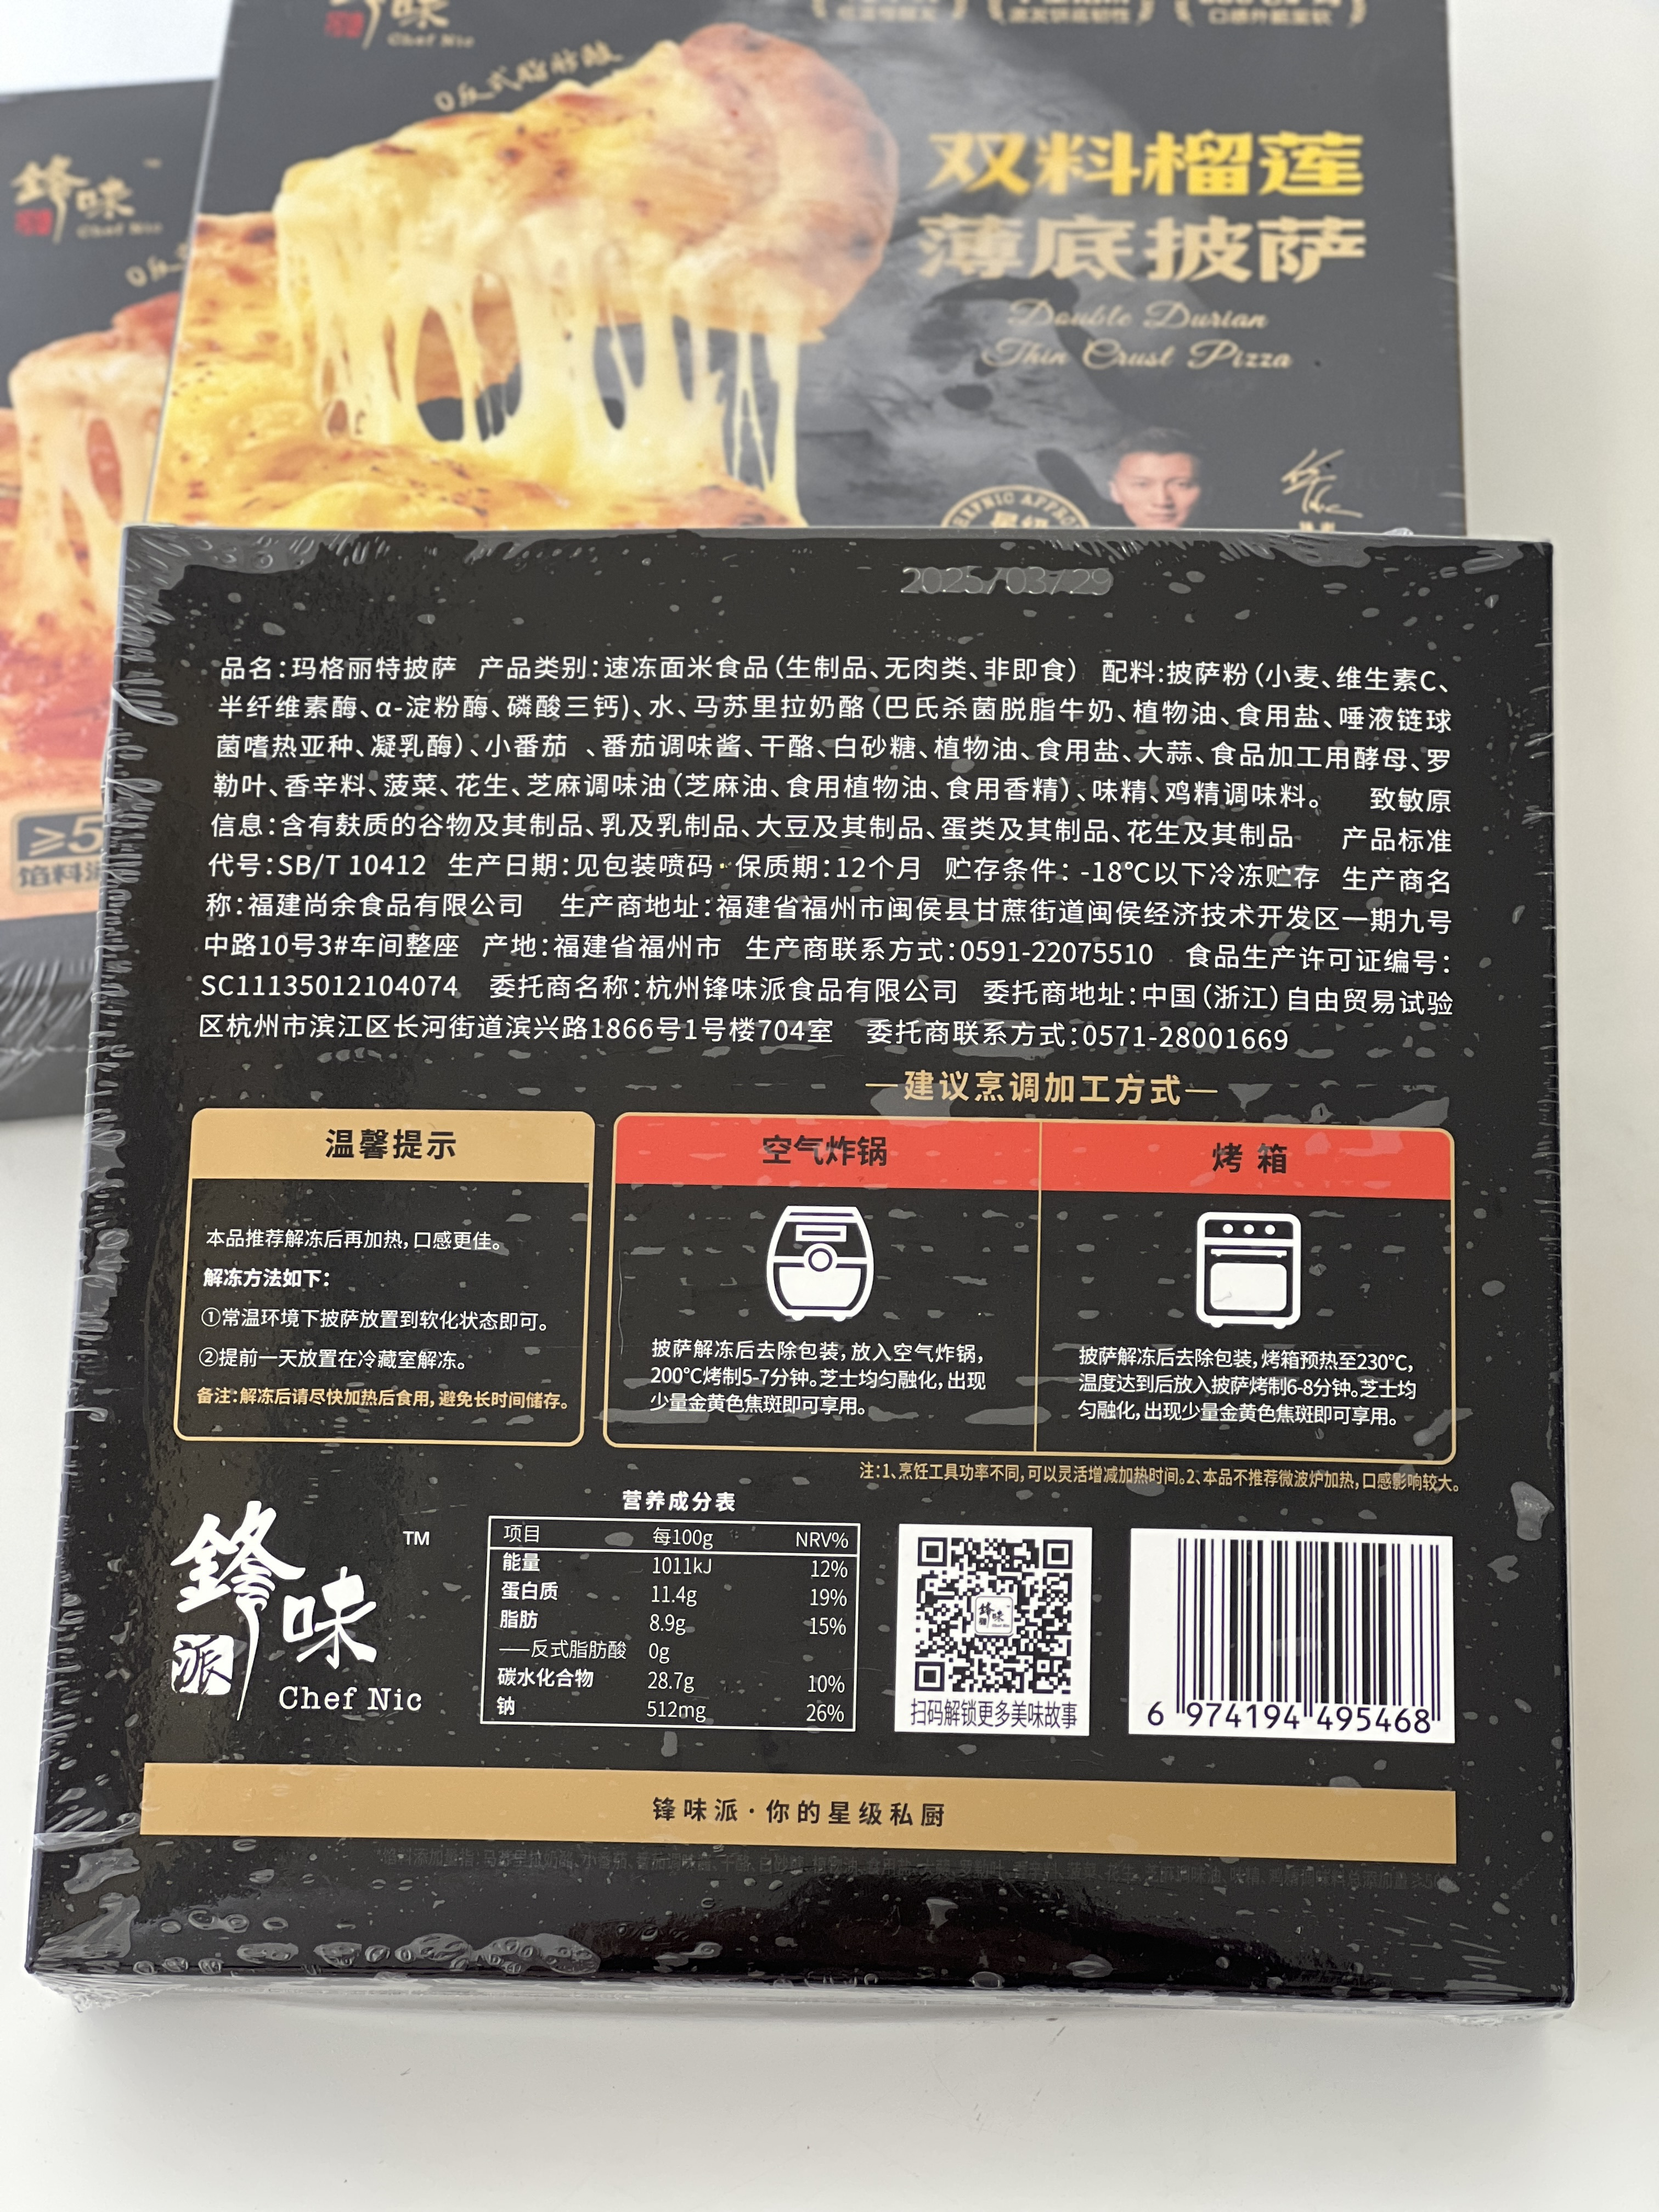 锋味
Chef Nic
0反式脂肪酸
双料榴莲
薄底披萨
Double Durian
Thin Crust Pizza
星级
鋒味
Chef Nic
≥5
馅料
2025/03/29
品名:玛格丽特披萨 产品类别:速冻面米食品(生制品、无肉类、非即食) 配料:披萨粉(小麦、维生素C、
半纤维素酶、α-淀粉酶、磷酸三钙)、水、马苏里拉奶酪(巴氏杀菌脱脂牛奶、植物油、食用盐、唾液链球
菌嗜热亚种、凝乳酶)、小番茄 、番茄调味酱、干酪、白砂糖、植物油、食用盐、大蒜、食品加工用酵母、罗
勒叶、香辛料、菠菜、花生、芝麻调味油(芝麻油、食用植物油、食用香精)、味精、鸡精调味料。 致敏原
信息:含有麸质的谷物及其制品、乳及乳制品、大豆及其制品、蛋类及其制品、花生及其制品 产品标准
代号:SB/T 10412 生产日期:见包装喷码 保质期:12个月 贮存条件: -18℃以下冷冻贮存 生产商名
称:福建尚余食品有限公司 生产商地址:福建省福州市闽侯县甘蔗街道闽侯经济技术开发区一期九号
中路10号3#车间整座 产地:福建省福州市 生产商联系方式:0591-22075510 食品生产许可证编号:
SC11135012104074 委托商名称:杭州锋味派食品有限公司 委托商地址:中国(浙江)自由贸易试验
区杭州市滨江区长河街道滨兴路1866号1号楼704室 委托商联系方式:0571-28001669
—建议烹调加工方式—
温馨提示
本品推荐解冻后再加热,口感更佳。
解冻方法如下:
①常温环境下披萨放置到软化状态即可。
②提前一天放置在冷藏室解冻。
备注:解冻后请尽快加热后食用,避免长时间储存。
空气炸锅
披萨解冻后去除包装,放入空气炸锅,
200℃烤制5-7分钟。芝士均匀融化,出现
少量金黄色焦斑即可享用。
烤 箱
披萨解冻后去除包装,烤箱预热至230℃,
温度达到后放入披萨烤制6-8分钟。芝士均
匀融化,出现少量金黄色焦斑即可享用。
注:1、烹饪工具功率不同,可以灵活增减加热时间。2、本品不推荐微波炉加热,口感影响较大。
鋒味派 TM
Chef Nic
营养成分表
项目 每100g NRV%
能量 1011kJ 12%
蛋白质 11.4g 19%
脂肪 8.9g 15%
——反式脂肪酸 0g
碳水化合物 28.7g 10%
钠 512mg 26%
扫码解锁更多美味故事
6 974194 495468
锋味派·你的星级私厨